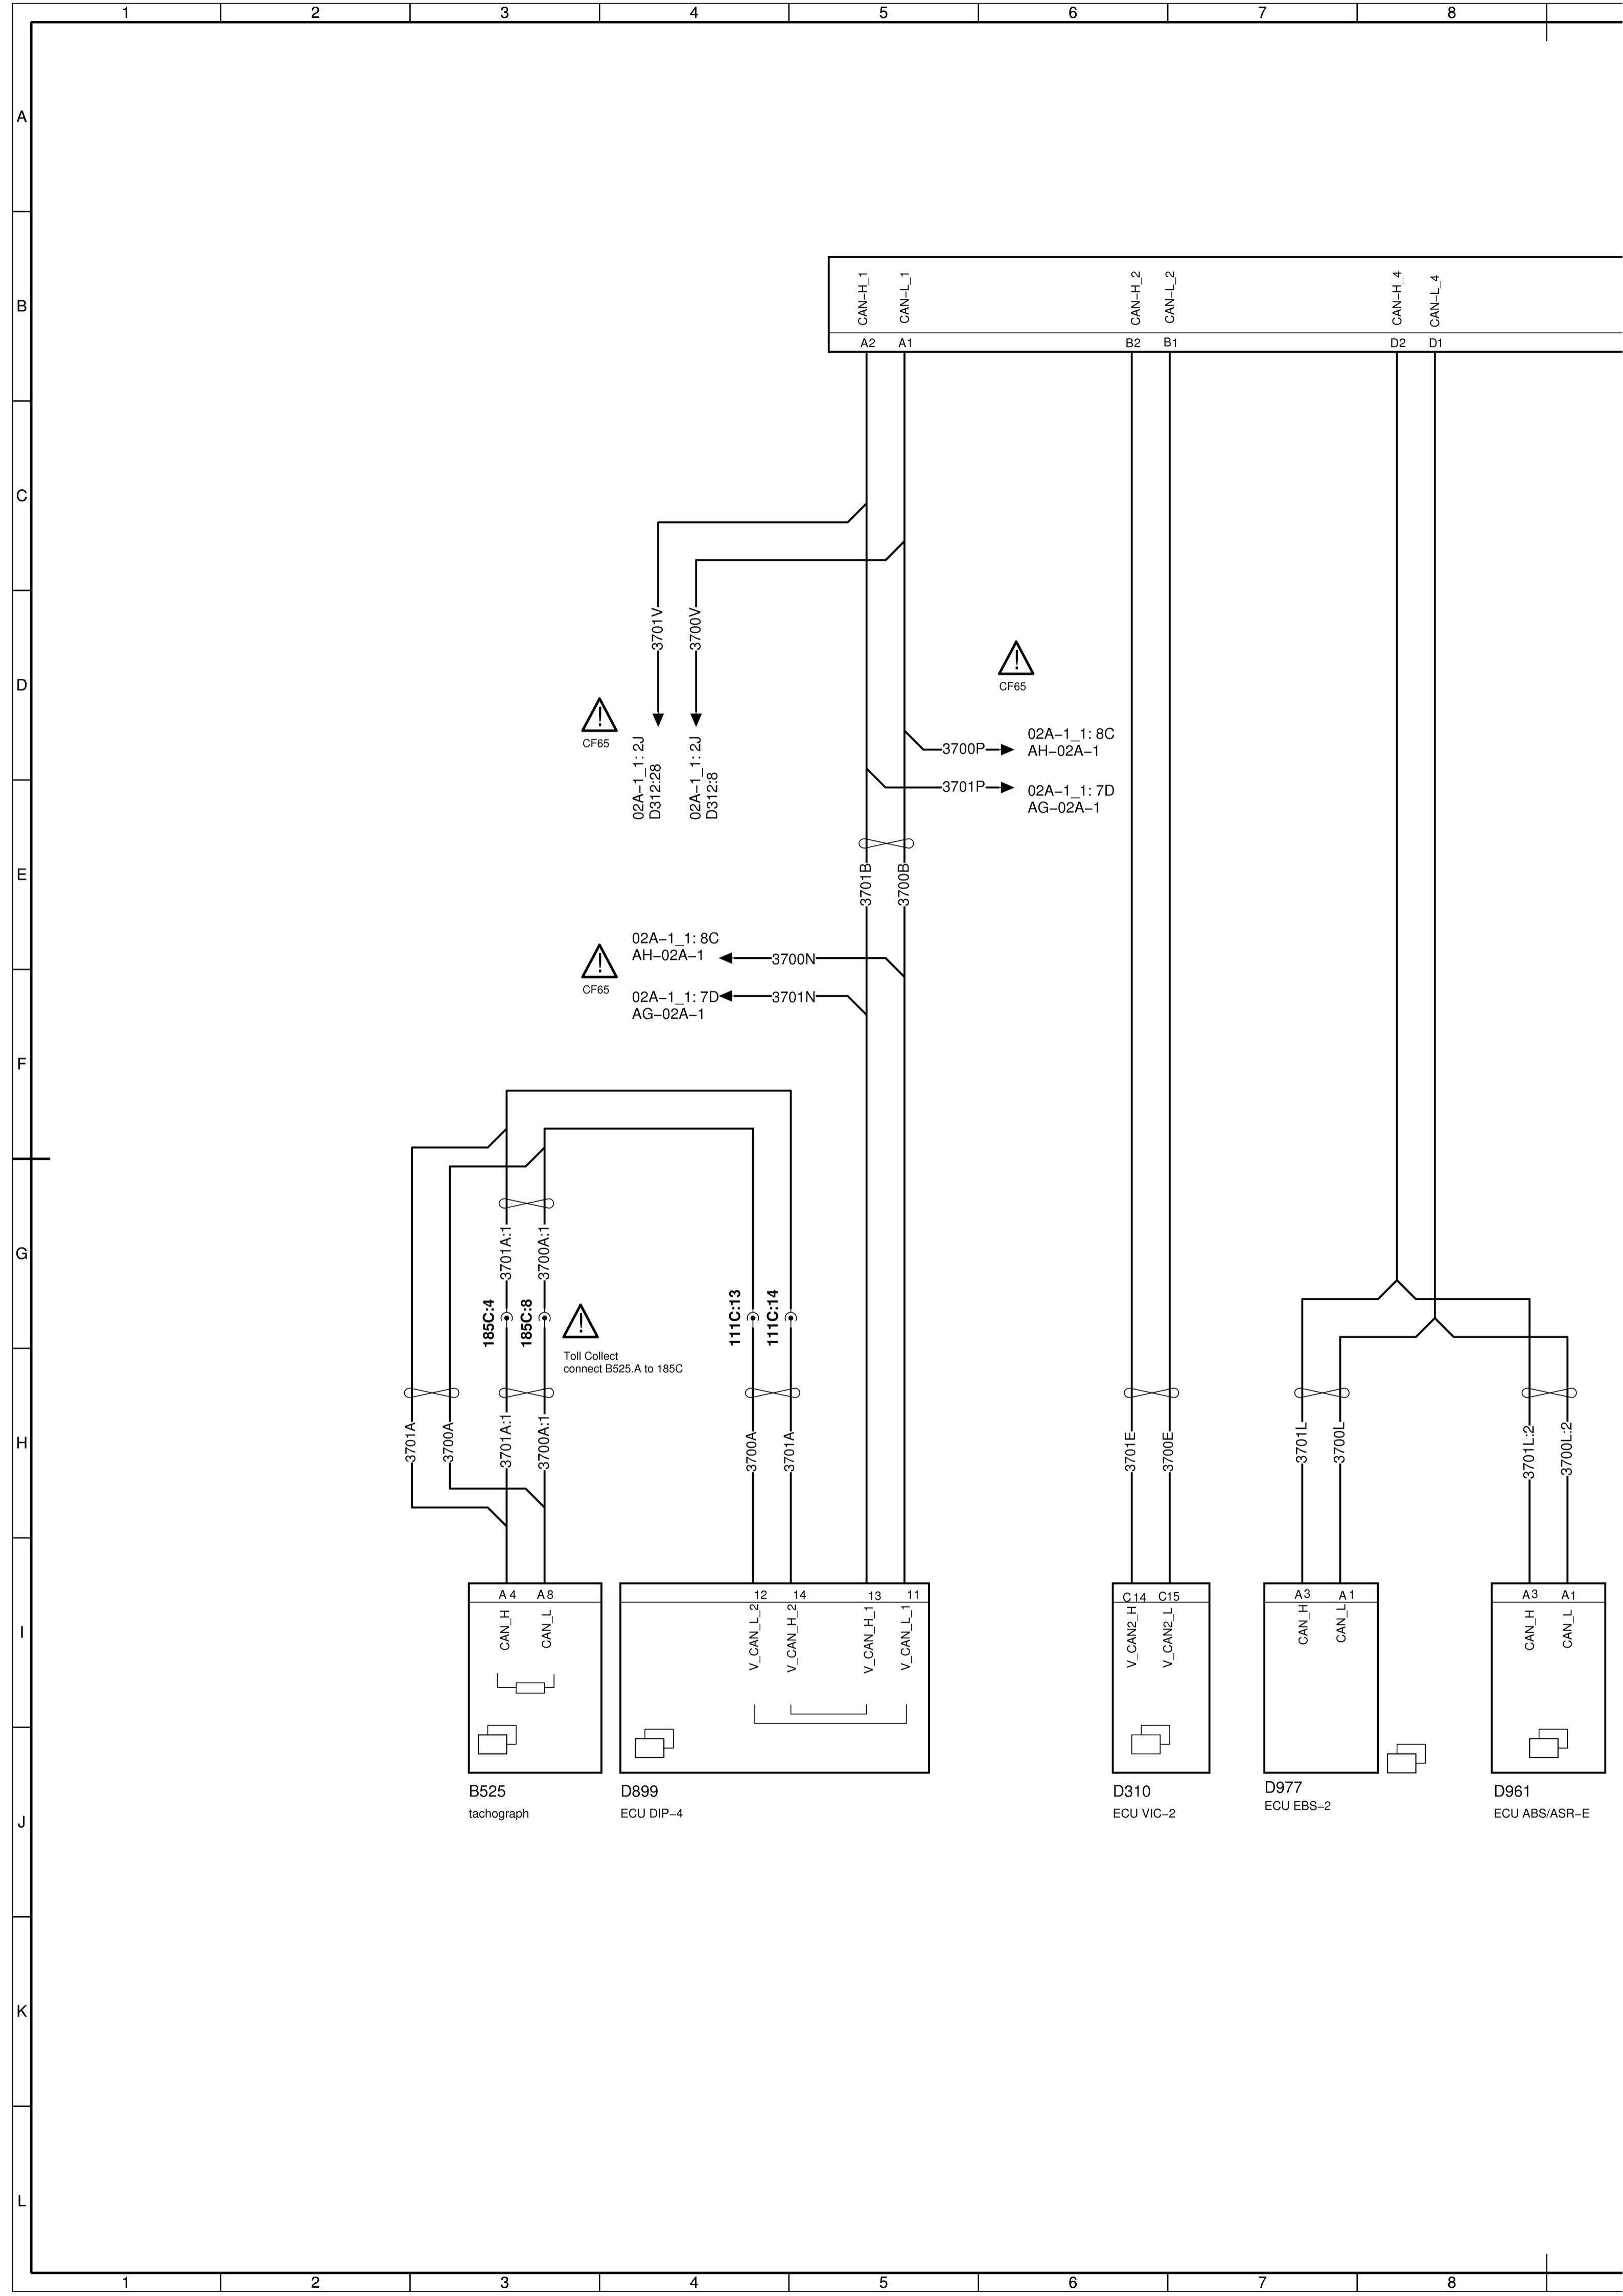 1 2 3 4 5 6 7 8
A
B
CAN-H_1 CAN-L_1 CAN-H_2 CAN-L_2 CAN-H_4 CAN-L_4
A2 A1 B2 B1 D2 D1
C
3701V 3700V
D
CF65
CF65
02A-1_1: 2J
D312:28
02A-1_1: 2J
D312:8
3700P
02A-1_1: 8C
AH-02A-1
3701P
02A-1_1: 7D
AG-02A-1
E
3701B 3700B
02A-1_1: 8C
AH-02A-1
3700N
CF65
02A-1_1: 7D
AG-02A-1
3701N
F
G
3701A:1 3700A:1
185C:4 185C:8 111C:13 111C:14
Toll Collect
connect B525.A to 185C
H
3701A 3700A 3701A:1 3700A:1 3700A 3701A 3701E 3700E 3701L 3700L 3701L:2 3700L:2
A 4 A 8 12 14 13 11 C 14 C15 A 3 A 1 A 3 A 1
I
CAN_H CAN_L V_CAN_L_2 V_CAN_H_2 V_CAN_H_1 V_CAN_L_1 V_CAN2_H V_CAN2_L CAN_H CAN_L CAN_H CAN_L
B525
tachograph
D899
ECU DIP-4
D310
ECU VIC-2
D977
ECU EBS-2
D961
ECU ABS/ASR-E
J
K
L
1 2 3 4 5 6 7 8